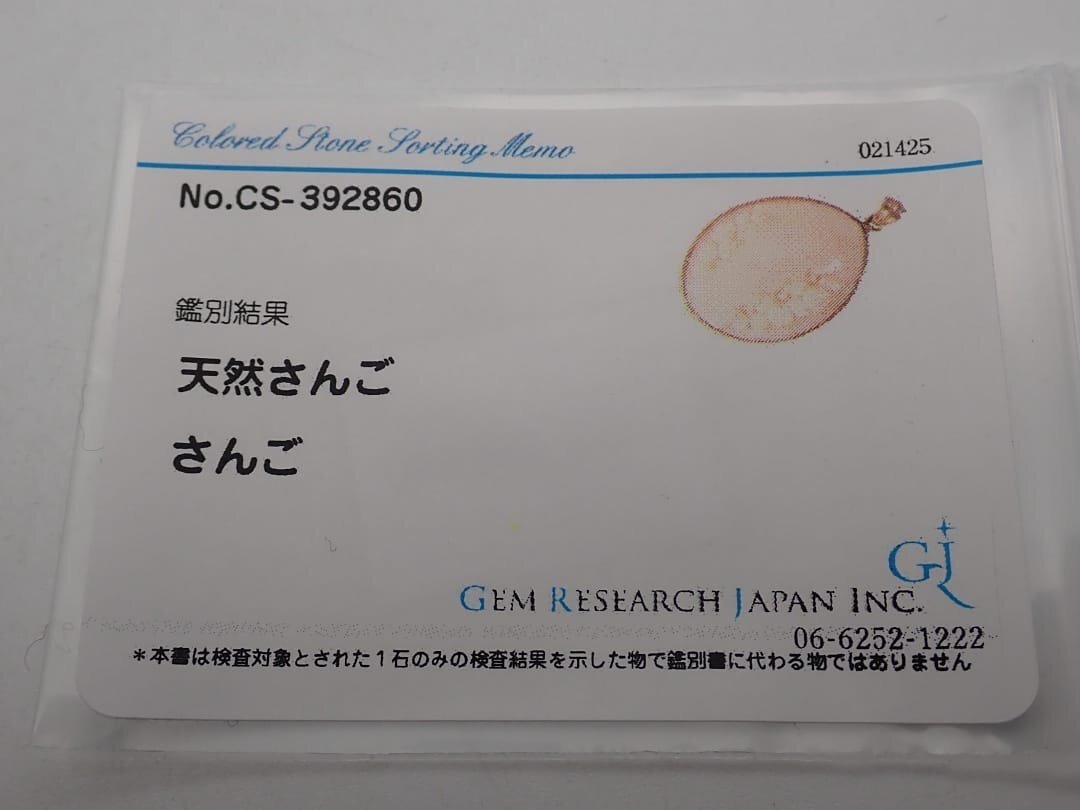 Colored Stone Sorting Memo
021425
No.CS-392860
鑑別結果
天然さんご
さんご
GJ
GEM RESEARCH JAPAN INC.
06-6252-1222
*本書は検査対象とされた1石のみの検査結果を示した物で鑑別書に代わる物ではありません